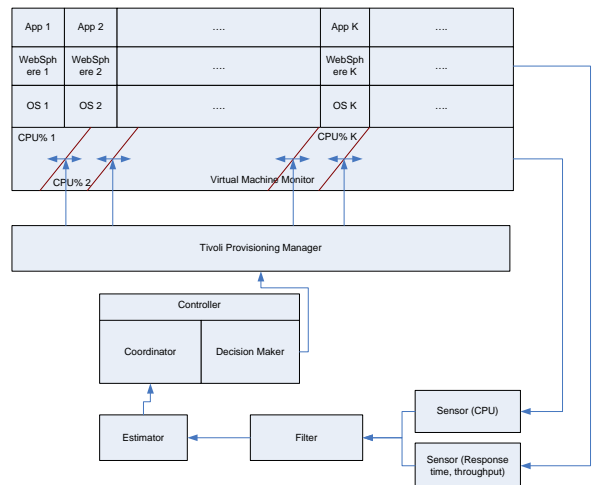 App 1
App 2
....
App K
....
WebSph
ere 1
WebSph
ere 2
....
WebSph
ere K
....
OS 1
OS 2
....
OS K
....
CPU% 1
CPU% K
CPU% 2
Virtual Machine Monitor
Tivoli Provisioning Manager
Controller
Coordinator
Decision Maker
Sensor (CPU)
Estimator
Filter
Sensor (Response
time, throughput)